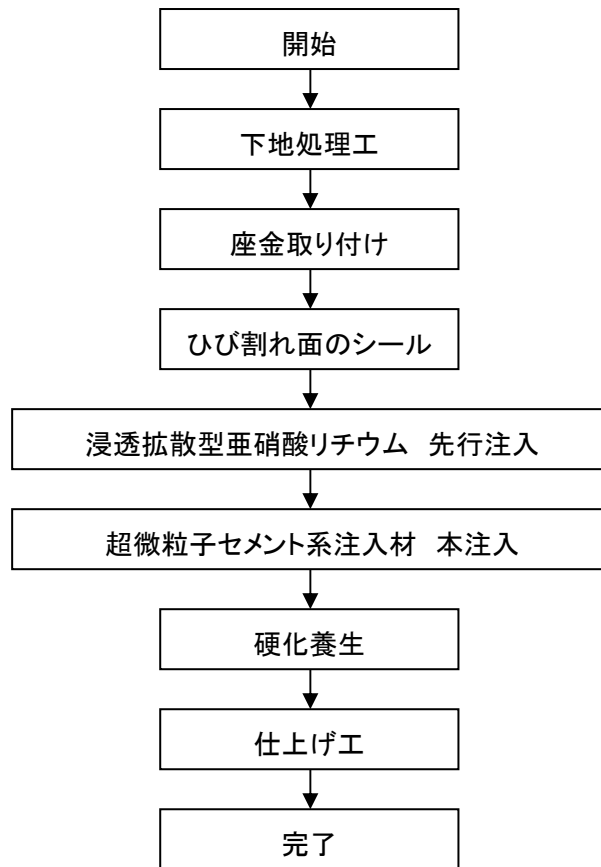 開始
下地処理工
座金取り付け
ひび割れ面のシール
浸透拡散型亜硝酸リチウム　先行注入
超微粒子セメント系注入材　本注入
硬化養生
仕上げ工
完了